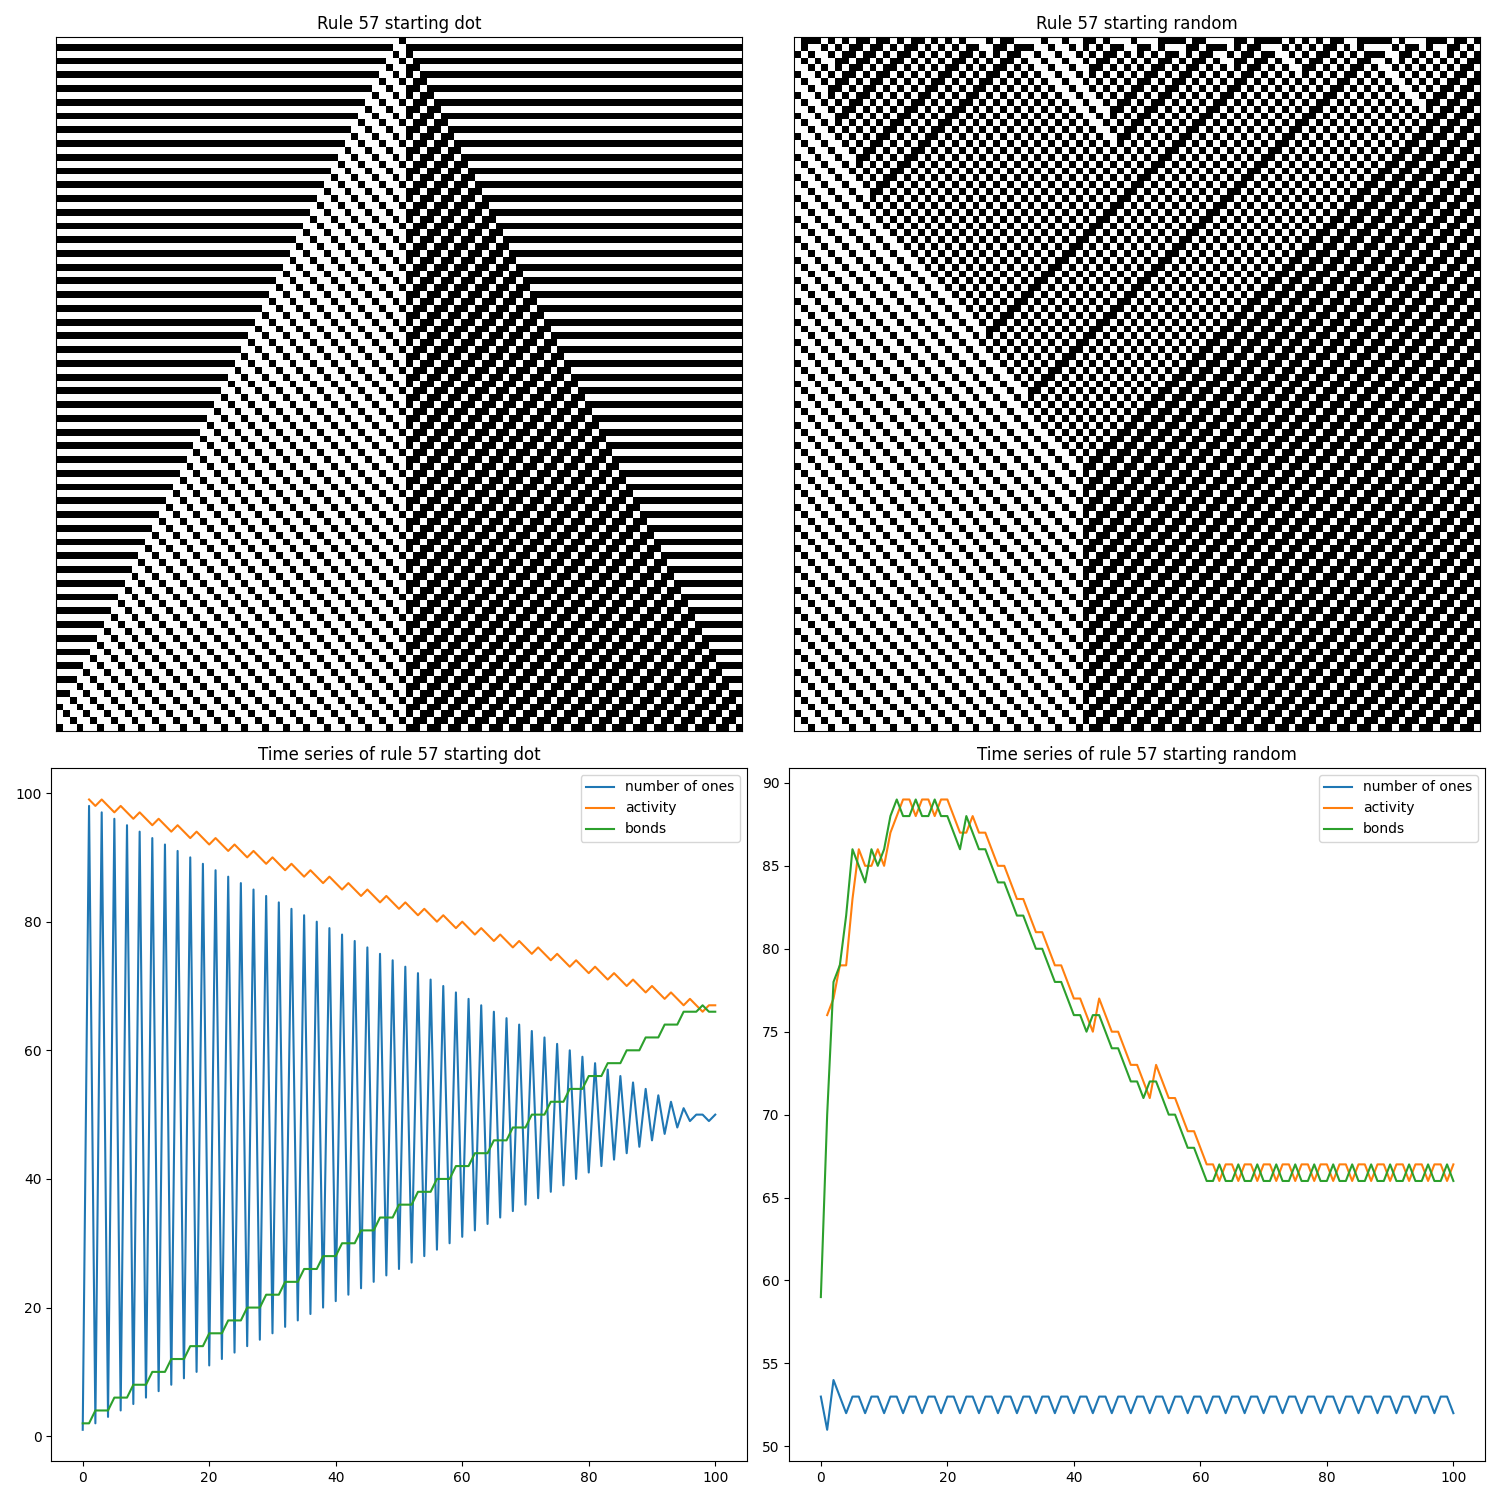 Rule 57 starting dot
Rule 57 starting random
Time series of rule 57 starting dot
number of ones
activity
bonds
100
80
60
40
20
0
0 20 40 60 80 100
Time series of rule 57 starting random
number of ones
activity
bonds
90
85
80
75
70
65
60
55
50
0 20 40 60 80 100